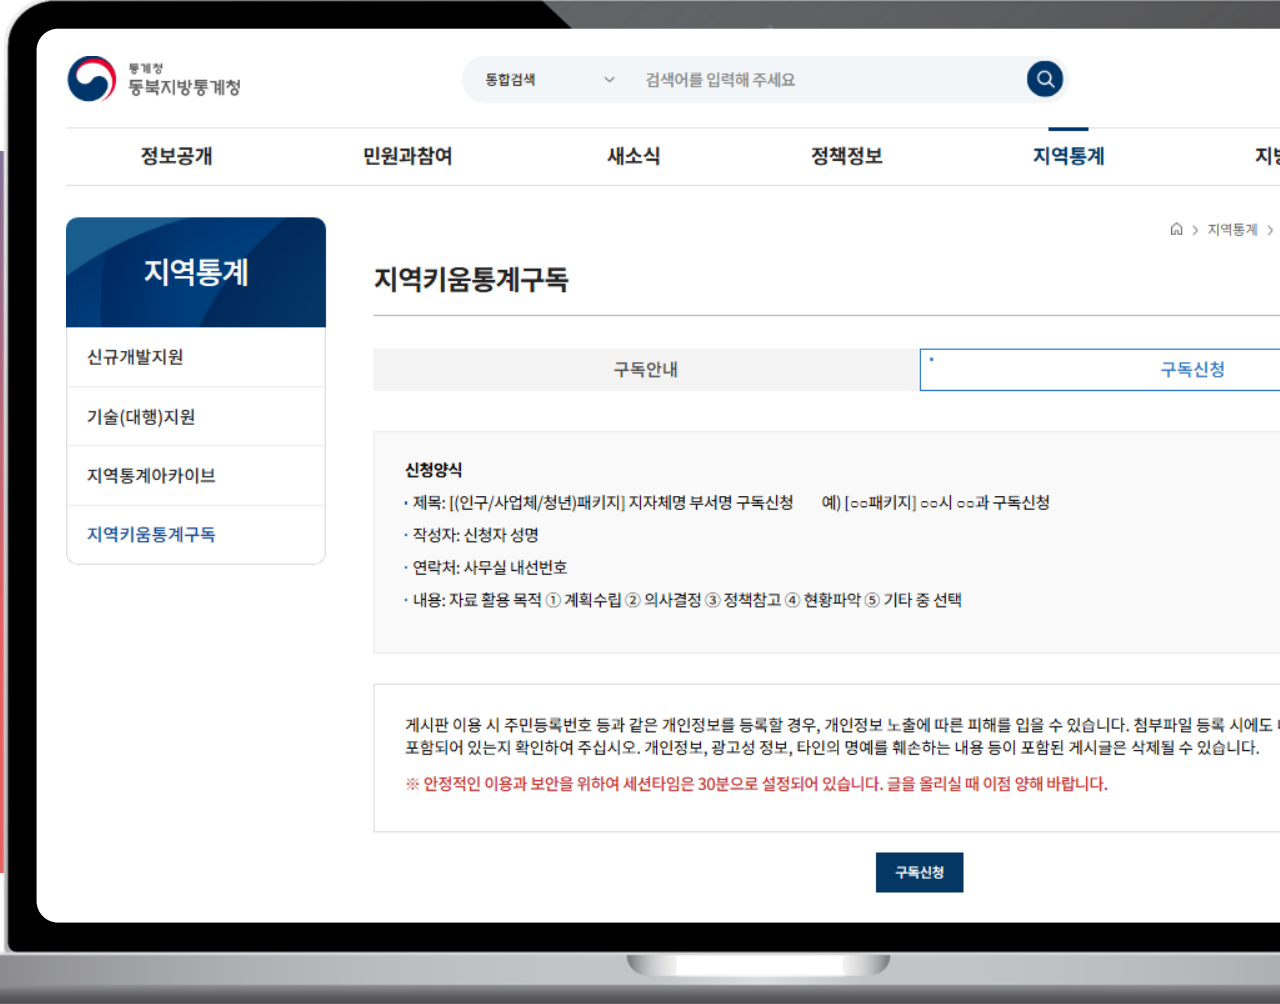 통계청
동북지방통계청
통합검색
검색어를 입력해 주세요
정보공개
민원과참여
새소식
정책정보
지역통계
지역통계
지역통계
신규개발지원
기술(대행)지원
지역통계아카이브
지역키움통계구독
지역키움통계구독
구독안내
구독신청
신청양식
· 제목: [(인구/사업체/청년)패키지] 지자체명 부서명 구독신청 예) [○○패키지] ○○시 ○○과 구독신청
· 작성자: 신청자 성명
· 연락처: 사무실 내선번호
· 내용: 자료 활용 목적 ① 계획수립 ② 의사결정 ③ 정책참고 ④ 현황파악 ⑤ 기타 중 선택
게시판 이용 시 주민등록번호 등과 같은 개인정보를 등록할 경우, 개인정보 노출에 따른 피해를 입을 수 있습니다. 첨부파일 등록 시에도
포함되어 있는지 확인하여 주십시오. 개인정보, 광고성 정보, 타인의 명예를 훼손하는 내용 등이 포함된 게시글은 삭제될 수 있습니다.
※ 안정적인 이용과 보안을 위하여 세션타임은 30분으로 설정되어 있습니다. 글을 올리실 때 이점 양해 바랍니다.
구독신청